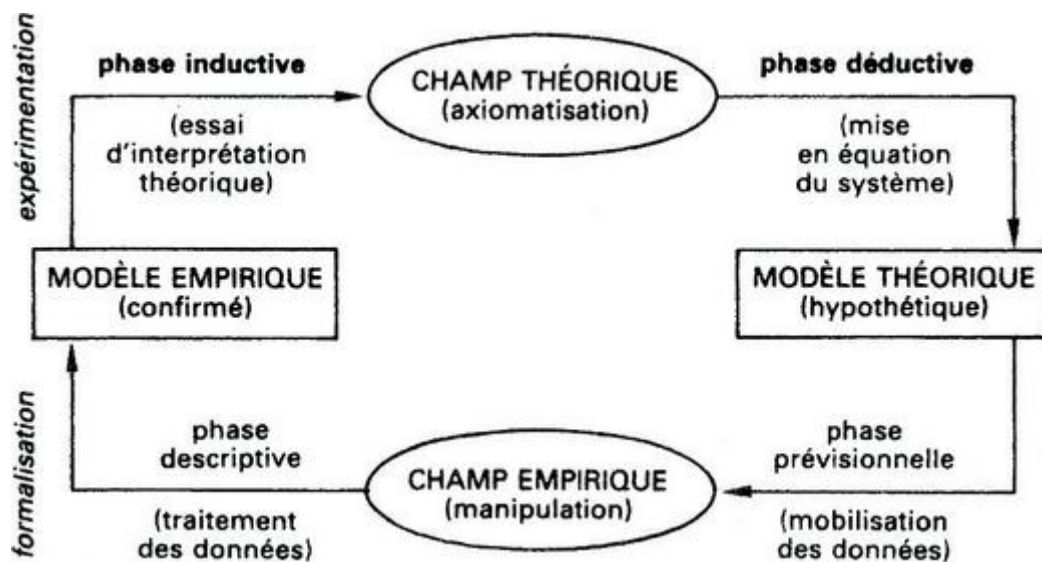 expérimentation
phase inductive
(essai
d'interprétation
théorique)
CHAMP THÉORIQUE
(axiomatisation)
phase déductive
(mise
en équation
du système)
MODÈLE EMPIRIQUE
(confirmé)
MODÈLE THÉORIQUE
(hypothétique)
formalisation
phase
descriptive
(traitement
des données)
CHAMP EMPIRIQUE
(manipulation)
phase
prévisionnelle
(mobilisation
des données)